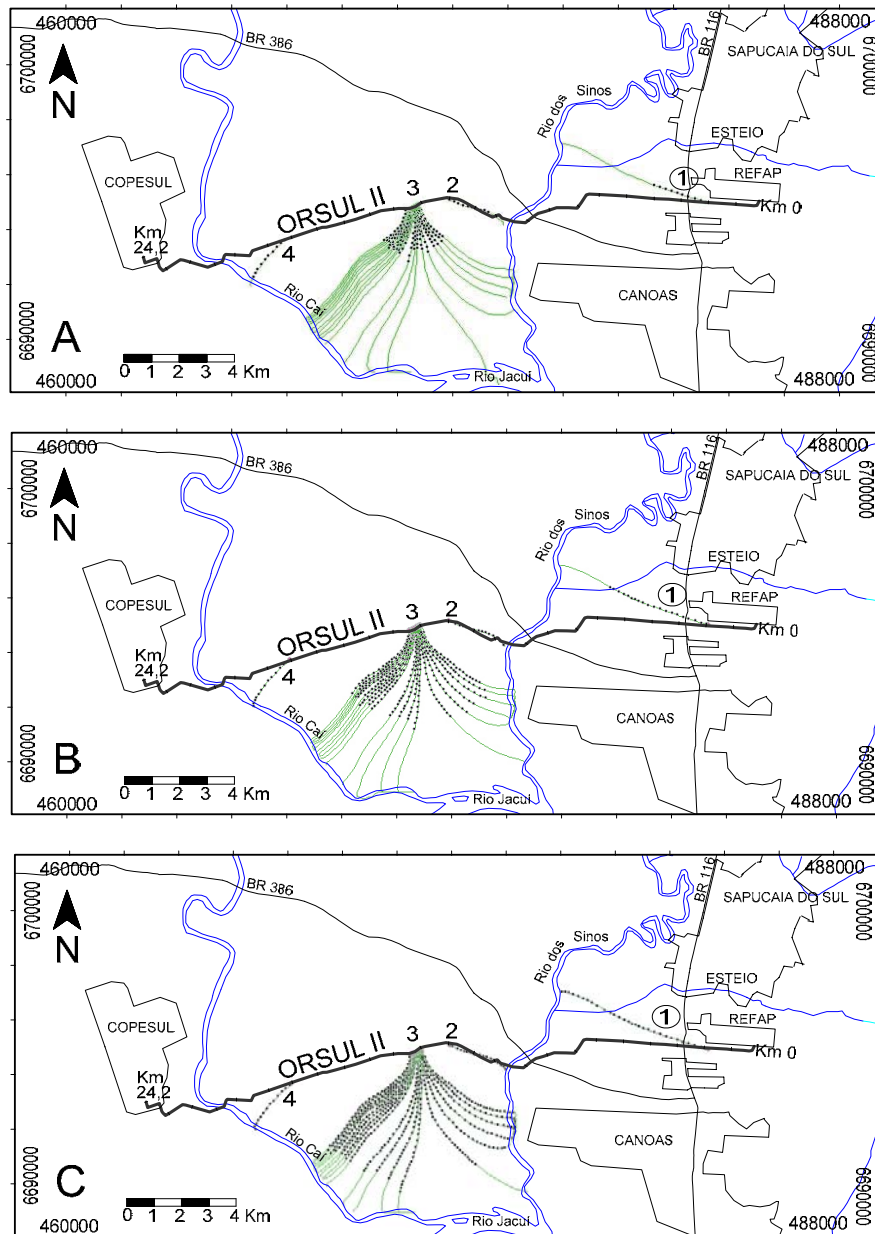 460000
488000
6700000
6700000
BR 386
BR 116
SAPUCAIA DO SUL
N
Sinos
Rio dos
ESTEIO
COPESUL
1
REFAP
ORSUL II
3
2
Km 0
Km
24,2
4
Rio Caí
CANOAS
6690000
6690000
A
0 1 2 3 4 Km
Rio Jacuí
460000
488000
460000
488000
6700000
6700000
BR 386
BR 116
SAPUCAIA DO SUL
N
Sinos
Rio dos
ESTEIO
COPESUL
1
REFAP
ORSUL II
3
2
Km 0
Km
24,2
4
Rio Caí
CANOAS
6690000
6690000
B
0 1 2 3 4 Km
Rio Jacuí
460000
488000
460000
488000
6700000
6700000
BR 386
BR 116
SAPUCAIA DO SUL
N
Sinos
Rio dos
ESTEIO
COPESUL
1
REFAP
ORSUL II
3
2
Km 0
Km
24,2
4
Rio Caí
CANOAS
6690000
6690000
C
0 1 2 3 4 Km
Rio Jacuí
460000
488000